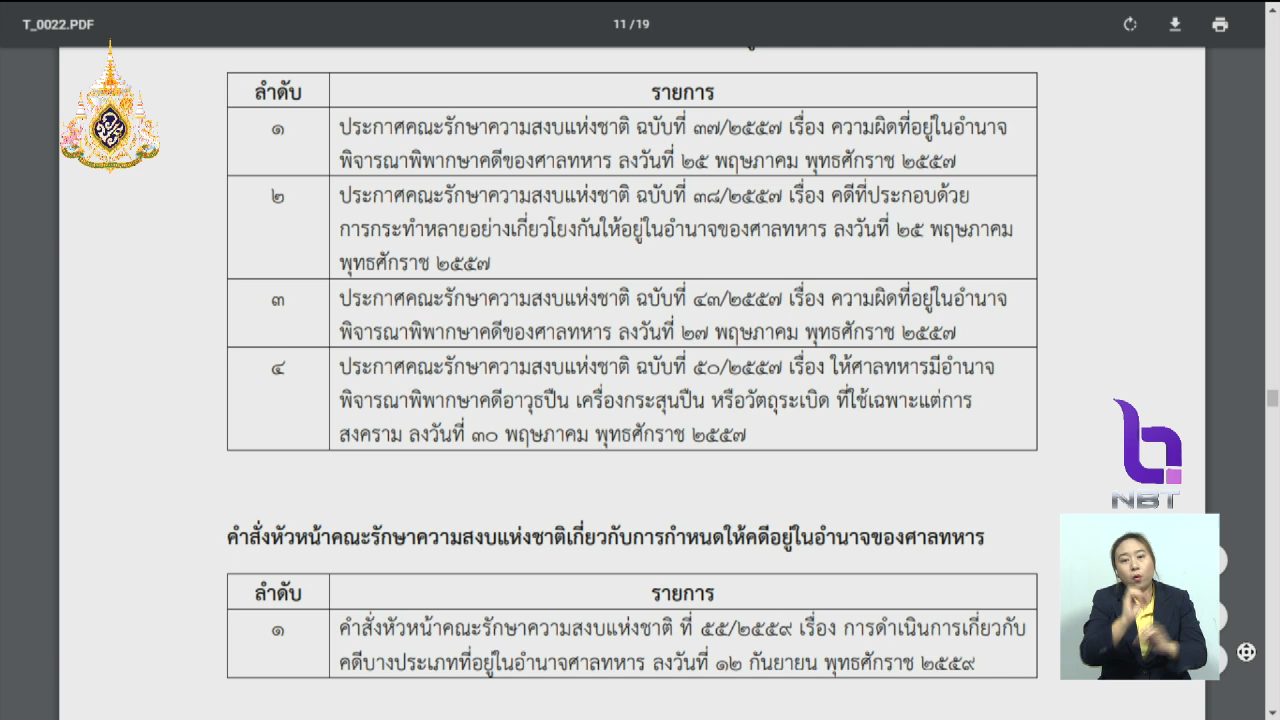 T_0022.PDF
11 / 19
ลำดับ
รายการ
๑
ประกาศคณะรักษาความสงบแห่งชาติ ฉบับที่ ๓๗/๒๕๕๗ เรื่อง ความผิดที่อยู่ในอำนาจ
พิจารณาพิพากษาคดีของศาลทหาร ลงวันที่ ๒๕ พฤษภาคม พุทธศักราช ๒๕๕๗
๒
ประกาศคณะรักษาความสงบแห่งชาติ ฉบับที่ ๓๘/๒๕๕๗ เรื่อง คดีที่ประกอบด้วย
การกระทำหลายอย่างเกี่ยวโยงกันให้อยู่ในอำนาจของศาลทหาร ลงวันที่ ๒๕ พฤษภาคม
พุทธศักราช ๒๕๕๗
๓
ประกาศคณะรักษาความสงบแห่งชาติ ฉบับที่ ๔๓/๒๕๕๗ เรื่อง ความผิดที่อยู่ในอำนาจ
พิจารณาพิพากษาคดีของศาลทหาร ลงวันที่ ๒๗ พฤษภาคม พุทธศักราช ๒๕๕๗
๔
ประกาศคณะรักษาความสงบแห่งชาติ ฉบับที่ ๕๐/๒๕๕๗ เรื่อง ให้ศาลทหารมีอำนาจ
พิจารณาพิพากษาคดีอาวุธปืน เครื่องกระสุนปืน หรือวัตถุระเบิด ที่ใช้เฉพาะแต่การ
สงคราม ลงวันที่ ๓๐ พฤษภาคม พุทธศักราช ๒๕๕๗
NBT
คำสั่งหัวหน้าคณะรักษาความสงบแห่งชาติเกี่ยวกับการกำหนดให้คดีอยู่ในอำนาจของศาลทหาร
ลำดับ
รายการ
๑
คำสั่งหัวหน้าคณะรักษาความสงบแห่งชาติ ที่ ๕๕/๒๕๕๙ เรื่อง การดำเนินการเกี่ยวกับ
คดีบางประเภทที่อยู่ในอำนาจศาลทหาร ลงวันที่ ๑๒ กันยายน พุทธศักราช ๒๕๕๙